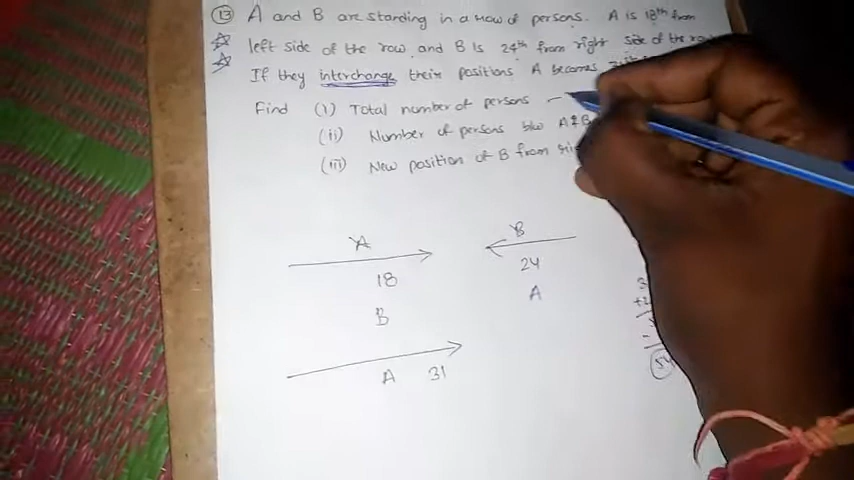 13 A and B are standing in a row of persons. A is 18th from
left side of the row and B is 24th from right side of the row
If they interchange their positions A becomes
Find (i) Total number of persons –
(ii) Number of persons b/w A & B
(iii) New position of B from
A B
18 24
B A
A 31
54